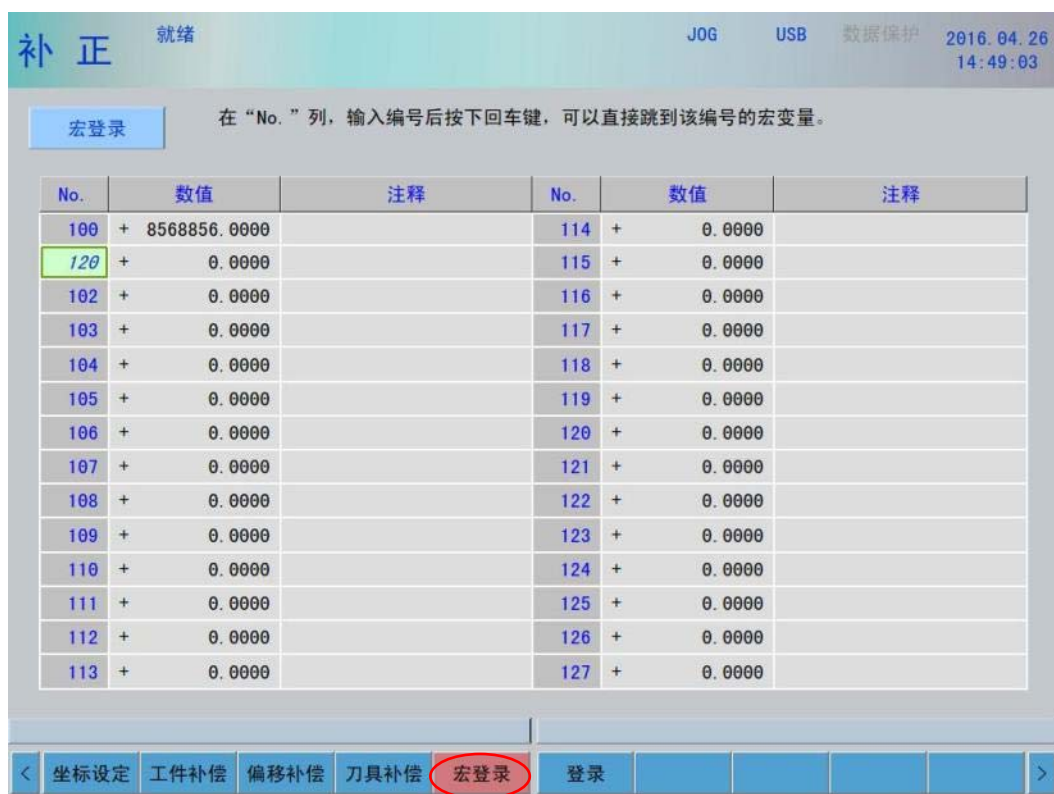 补 正 就绪 JOG USB 数据保护 2016.04.26
14:49:03
宏登录 在“No.”列，输入编号后按下回车键，可以直接跳到该编号的宏变量。
No. 数值 注释 No. 数值 注释
100 + 8568856.0000 114 + 0.0000
120 + 0.0000 115 + 0.0000
102 + 0.0000 116 + 0.0000
103 + 0.0000 117 + 0.0000
104 + 0.0000 118 + 0.0000
105 + 0.0000 119 + 0.0000
106 + 0.0000 120 + 0.0000
107 + 0.0000 121 + 0.0000
108 + 0.0000 122 + 0.0000
109 + 0.0000 123 + 0.0000
110 + 0.0000 124 + 0.0000
111 + 0.0000 125 + 0.0000
112 + 0.0000 126 + 0.0000
113 + 0.0000 127 + 0.0000
< 坐标设定 工件补偿 偏移补偿 刀具补偿 宏登录 登录 >